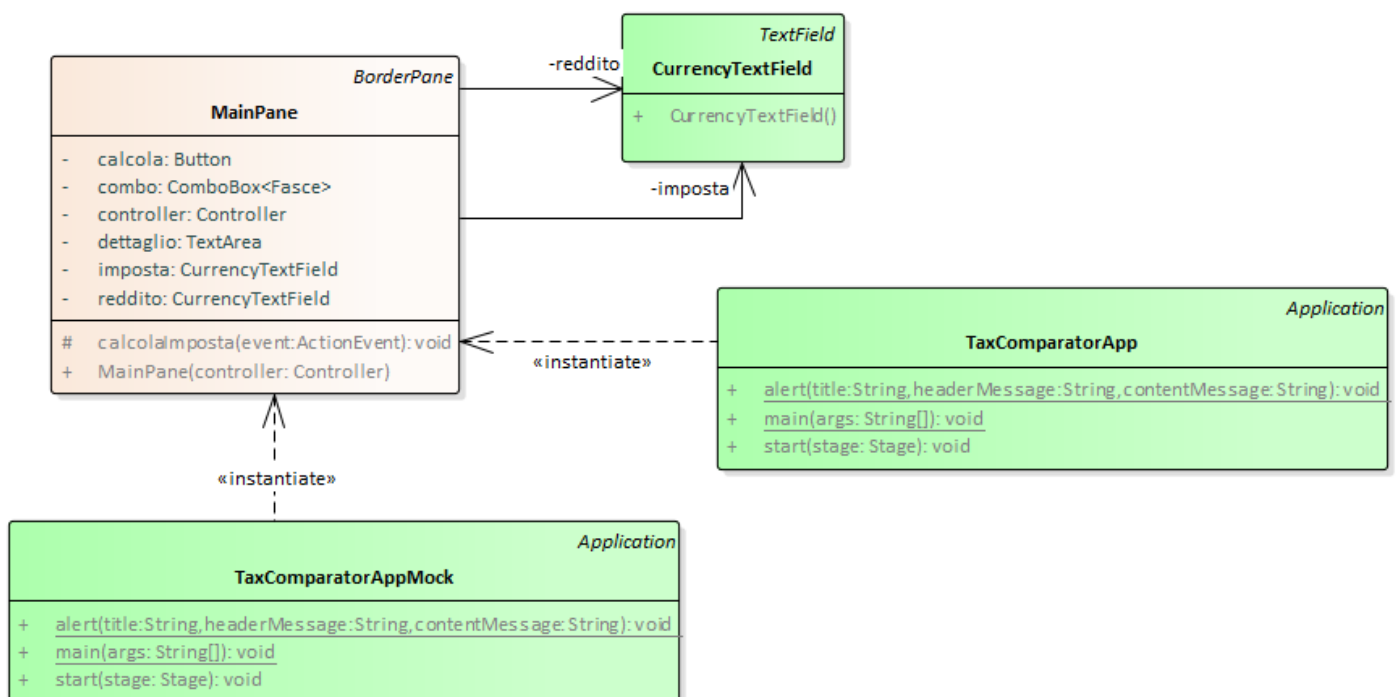 TextField
CurrencyTextField
+ CurrencyTextField()
-reddito
BorderPane
MainPane
- calcola: Button
- combo: ComboBox<Fasce>
- controller: Controller
- dettaglio: TextArea
- imposta: CurrencyTextField
- reddito: CurrencyTextField
# calcolaImposta(event:ActionEvent): void
+ MainPane(controller: Controller)
-imposta
«instantiate»
Application
TaxComparatorApp
+ alert(title:String,headerMessage:String,contentMessage:String): void
+ main(args: String[]): void
+ start(stage: Stage): void
«instantiate»
Application
TaxComparatorAppMock
+ alert(title:String,headerMessage:String,contentMessage:String): void
+ main(args: String[]): void
+ start(stage: Stage): void